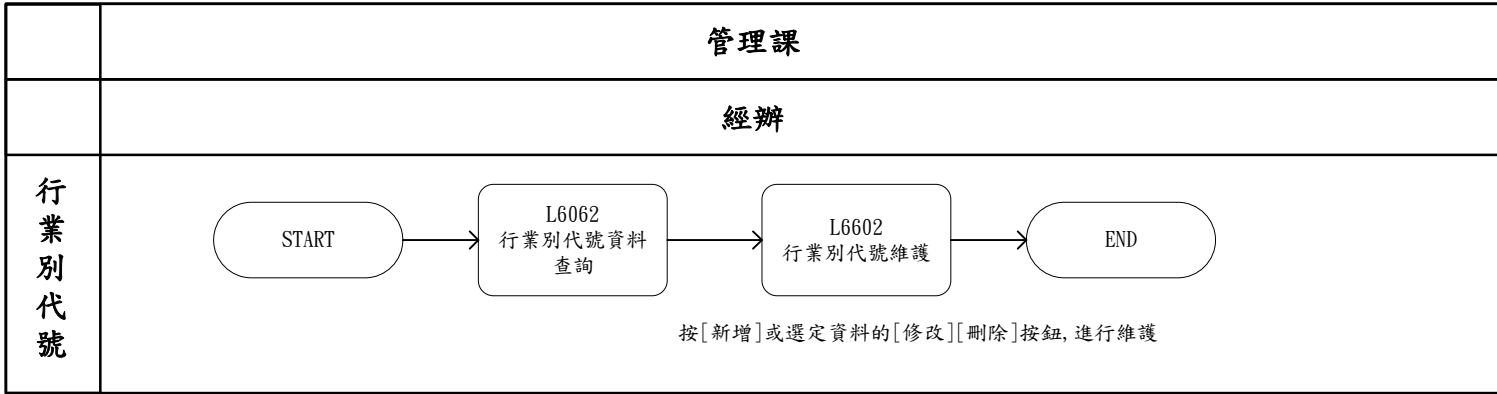 管理課
經辦
行業別代號
START
L6062
行業別代號資料
查詢
L6602
行業別代號維護
END
按[新增]或選定資料的[修改][刪除]按鈕,進行維護